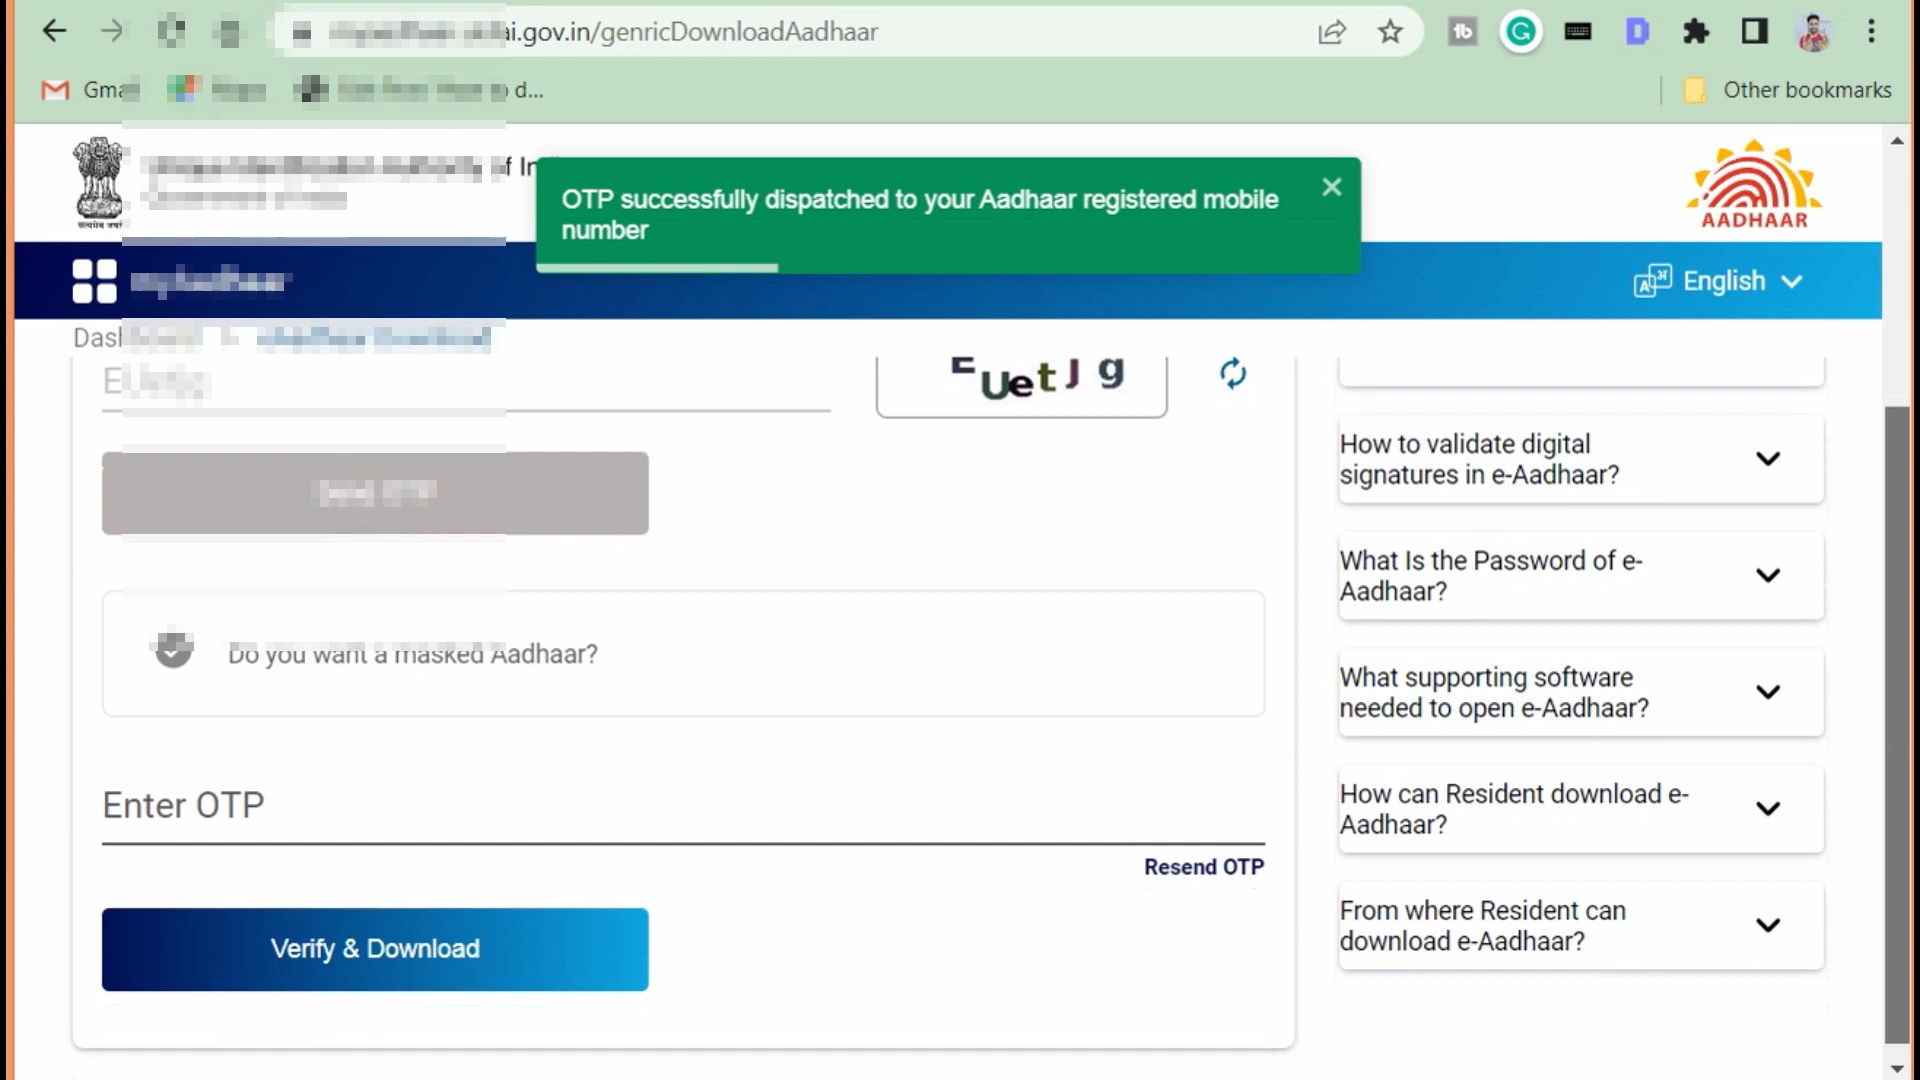 i.gov.in/genricDownloadAadhaar
d...
Other bookmarks
OTP successfully dispatched to your Aadhaar registered mobile
number
AADHAAR
English
EUetJg
How to validate digital
signatures in e-Aadhaar?
What Is the Password of e-
Aadhaar?
Do you want a masked Aadhaar?
What supporting software
needed to open e-Aadhaar?
Enter OTP
Resend OTP
How can Resident download e-
Aadhaar?
Verify & Download
From where Resident can
download e-Aadhaar?